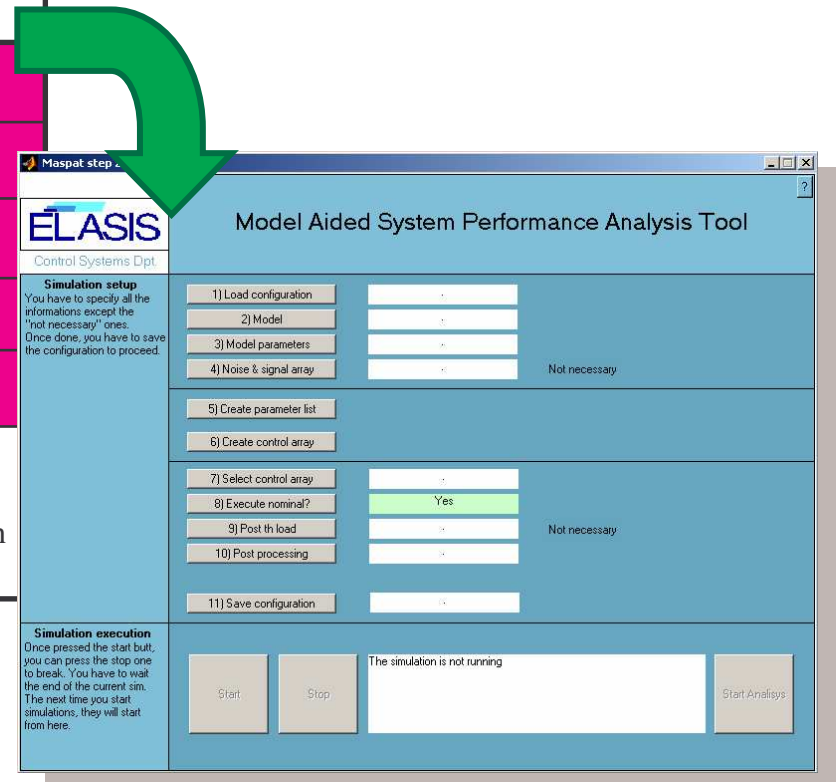 Maspat step
?
ELASIS
Control Systems Dpt.
Model Aided System Performance Analysis Tool
Simulation setup
You have to specify all the
informations except the
"not necessary" ones.
Once done, you have to save
the configuration to proceed.
1) Load configuration
2) Model
3) Model parameters
4) Noise & signal array
Not necessary
5) Create parameter list
6) Create control array
7) Select control array
8) Execute nominal?
Yes
9) Post th load
Not necessary
10) Post processing
11) Save configuration
Simulation execution
Once pressed the start butt,
you can press the stop one
to break. You have to wait
the end of the current sim.
The next time you start
simulations, they will start
from here.
Start
Stop
The simulation is not running
Start Analisys